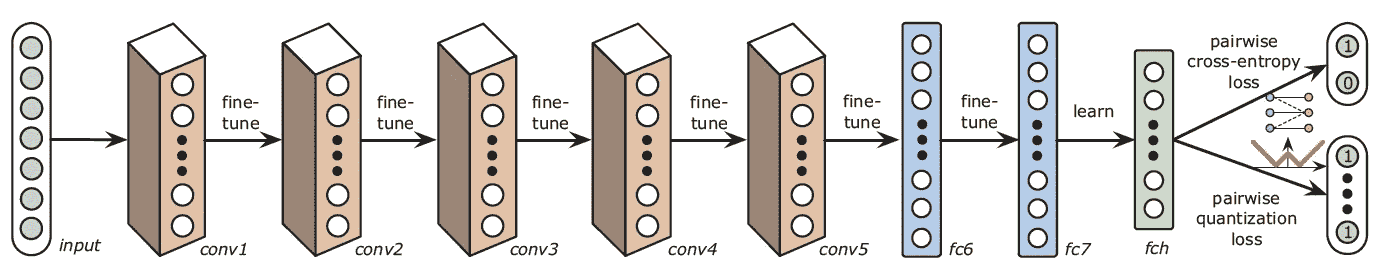 input
conv1
fine-
tune
conv2
fine-
tune
conv3
fine-
tune
conv4
fine-
tune
conv5
fine-
tune
fc6
fine-
tune
fc7
learn
fch
pairwise
cross-entropy
loss
1
0
pairwise
quantization
loss
1
1